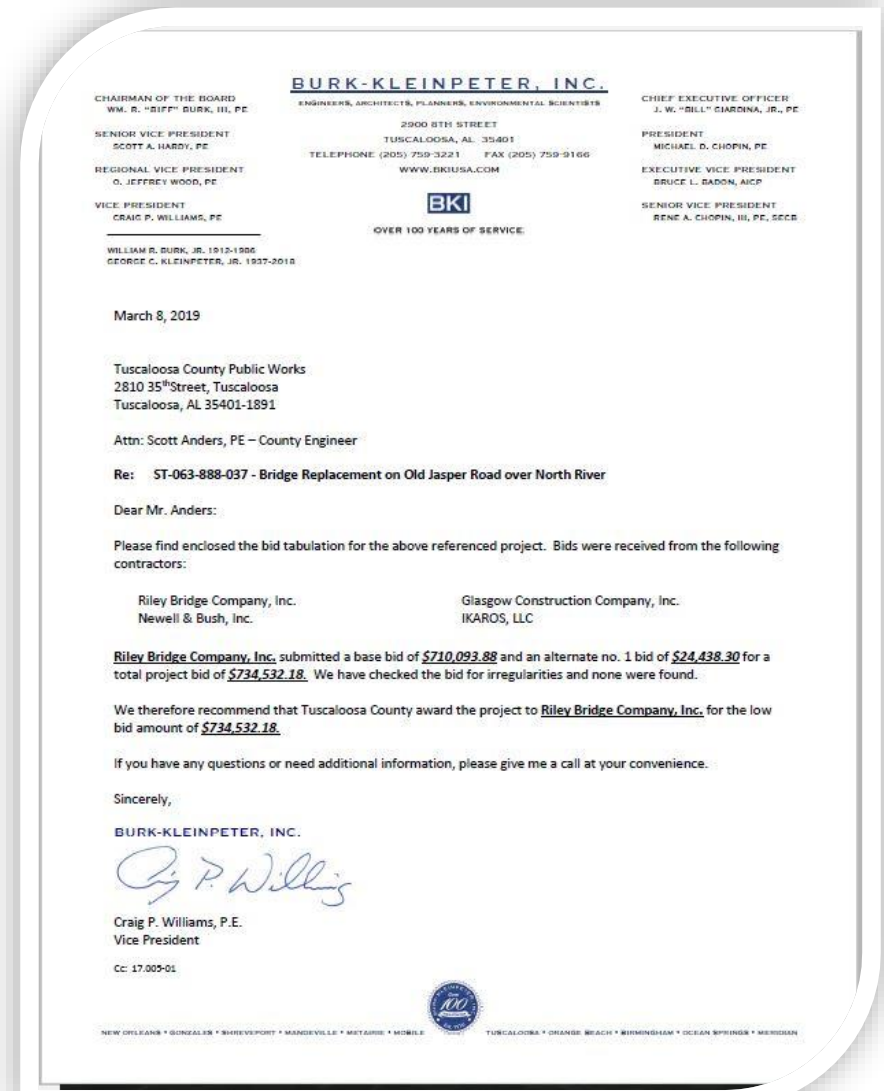 BURK-KLEINPETER, INC.
ENGINEERS, ARCHITECTS, PLANNERS, ENVIRONMENTAL SCIENTISTS
2900 8TH STREET
TUSCALOOSA, AL 35401
TELEPHONE (205) 759-3221 FAX (205) 759-9166
WWW.BKIUSA.COM
BKI
OVER 100 YEARS OF SERVICE
CHAIRMAN OF THE BOARD
WM. R. "BIFF" BURK, III, PE
SENIOR VICE PRESIDENT
SCOTT A. HARDY, PE
REGIONAL VICE PRESIDENT
O. JEFFREY WOOD, PE
VICE PRESIDENT
CRAIG P. WILLIAMS, PE
WILLIAM R. BURK, JR. 1912-1986
GEORGE C. KLEINPETER, JR. 1937-2018
CHIEF EXECUTIVE OFFICER
J. W. "BILL" GIARDINA, JR., PE
PRESIDENT
MICHAEL D. CHOPIN, PE
EXECUTIVE VICE PRESIDENT
BRUCE L. BADON, AICP
SENIOR VICE PRESIDENT
RENE A. CHOPIN, III, PE, SECB
March 8, 2019
Tuscaloosa County Public Works
2810 35th Street, Tuscaloosa
Tuscaloosa, AL 35401-1891
Attn: Scott Anders, PE – County Engineer
Re: ST-063-888-037 - Bridge Replacement on Old Jasper Road over North River
Dear Mr. Anders:
Please find enclosed the bid tabulation for the above referenced project. Bids were received from the following
contractors:
Riley Bridge Company, Inc. Glasgow Construction Company, Inc.
Newell & Bush, Inc. IKAROS, LLC
Riley Bridge Company, Inc. submitted a base bid of $710,093.88 and an alternate no. 1 bid of $24,438.30 for a
total project bid of $734,532.18. We have checked the bid for irregularities and none were found.
We therefore recommend that Tuscaloosa County award the project to Riley Bridge Company, Inc. for the low
bid amount of $734,532.18.
If you have any questions or need additional information, please give me a call at your convenience.
Sincerely,
BURK-KLEINPETER, INC.
Craig P. Williams
Craig P. Williams, P.E.
Vice President
Cc: 17.005-01
100
NEW ORLEANS * GONZALES * SHREVEPORT * MANDEVILLE * METAIRIE * MOBILE TUSCALOOSA * ORANGE BEACH * BIRMINGHAM * OCEAN SPRINGS * MERIDIAN